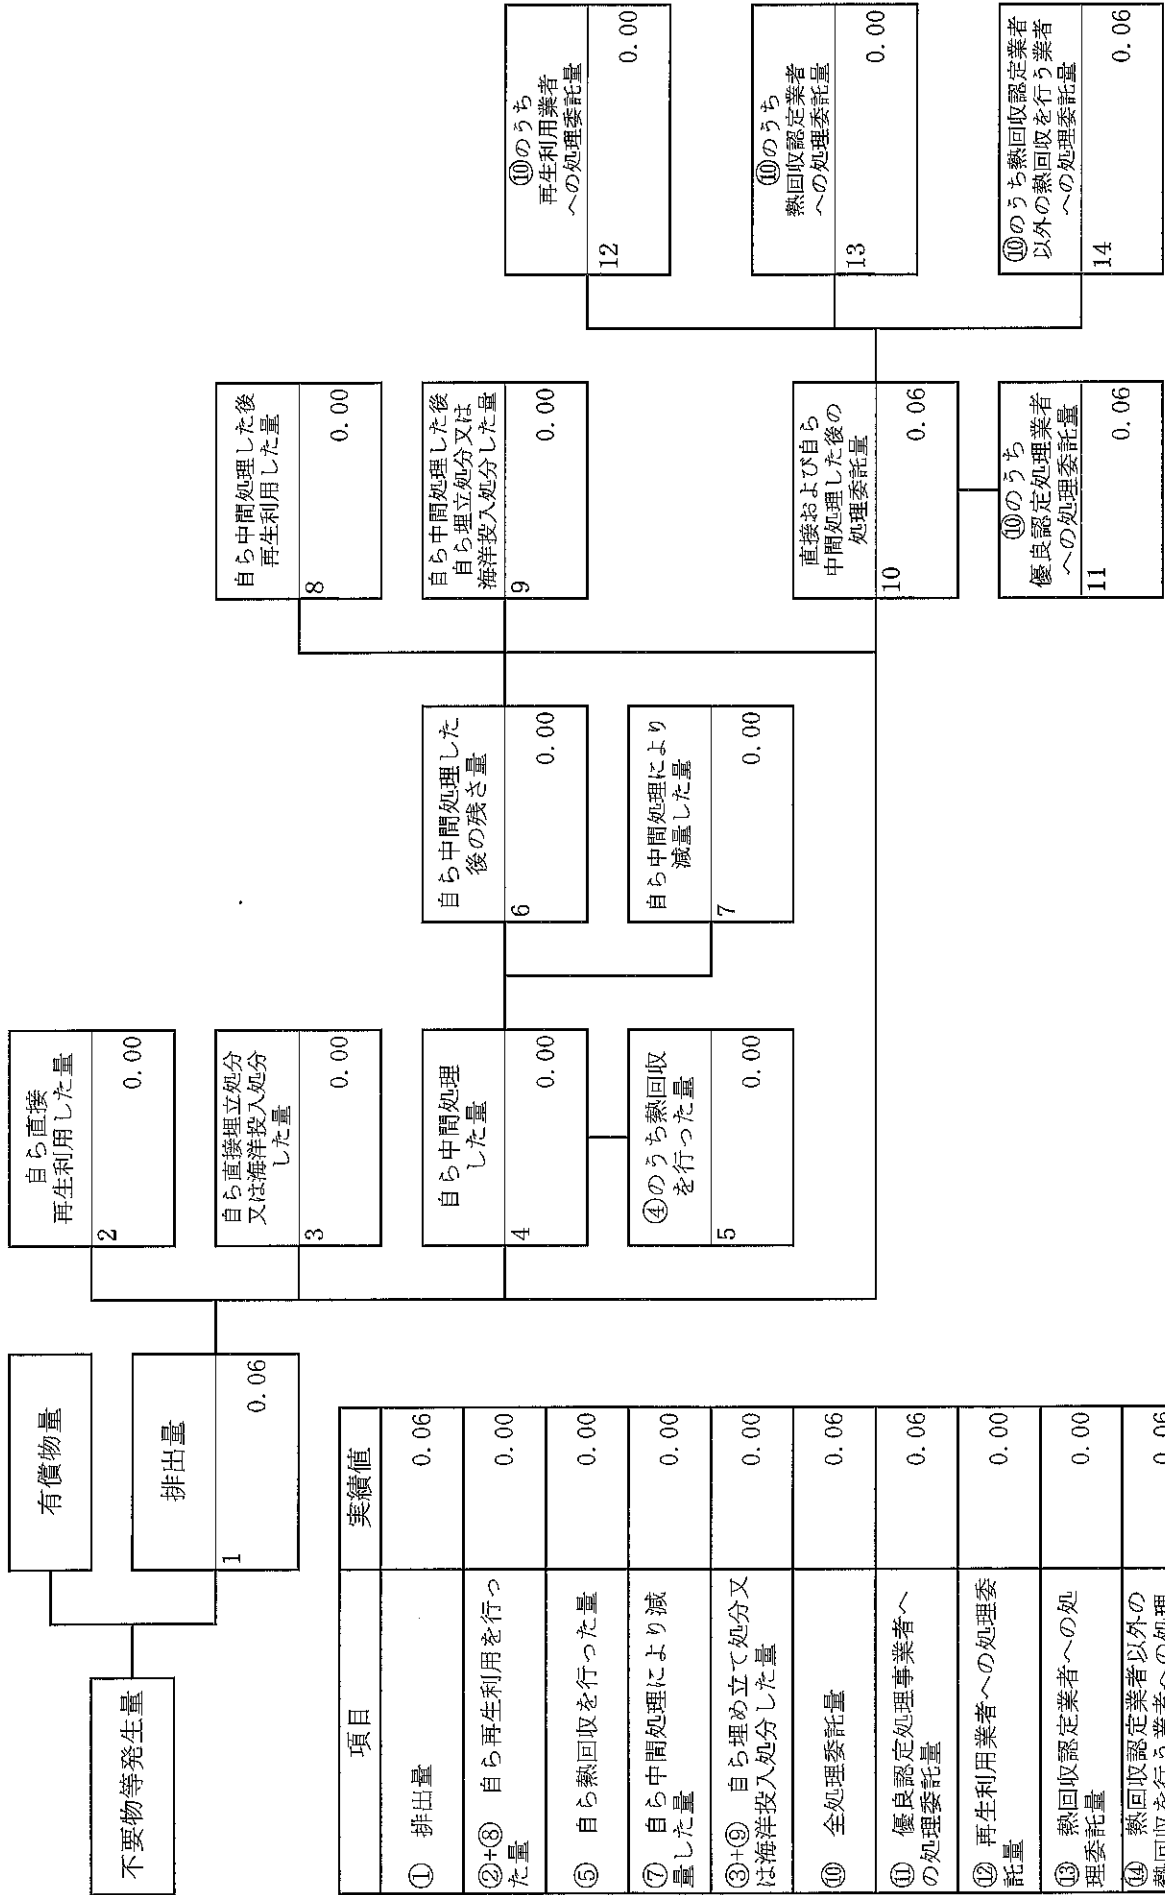 不要物等発生量
有償物量
排出量
1
0.06
自ら直接
再生利用した量
2
0.00
自ら直接埋立処分
又は海洋投入処分
した量
3
0.00
自ら中間処理
した量
4
0.00
④のうち熱回収
を行った量
5
0.00
自ら中間処理した
後の残さ量
6
0.00
自ら中間処理により
減量した量
7
0.00
自ら中間処理した後
再生利用した量
8
0.00
自ら中間処理した後
自ら埋立処分又は
海洋投入処分した量
9
0.00
直接および自ら
中間処理した後の
処理委託量
10
0.06
⑩のうち
優良認定処理業者
への処理委託量
11
0.06
⑩のうち
再生利用業者
への処理委託量
12
0.00
⑩のうち
熱回収認定業者
への処理委託量
13
0.00
⑩のうち熱回収認定業者
以外の熱回収を行う業者
への処理委託量
14
0.06
項目 実績値
① 排出量 0.06
②+⑧ 自ら再生利用を行っ
た量 0.00
⑤ 自ら熱回収を行った量 0.00
⑦ 自ら中間処理により減
量した量 0.00
③+⑨ 自ら埋め立て処分又
は海洋投入処分した量 0.00
⑩ 全処理委託量 0.06
⑪ 優良認定処理事業者へ
の処理委託量 0.06
⑫ 再生利用業者への処理委
託量 0.00
⑬ 熱回収認定業者への処
理委託量 0.00
⑭ 熱回収認定業者以外の
熱回収を行う業者への処理 0.06